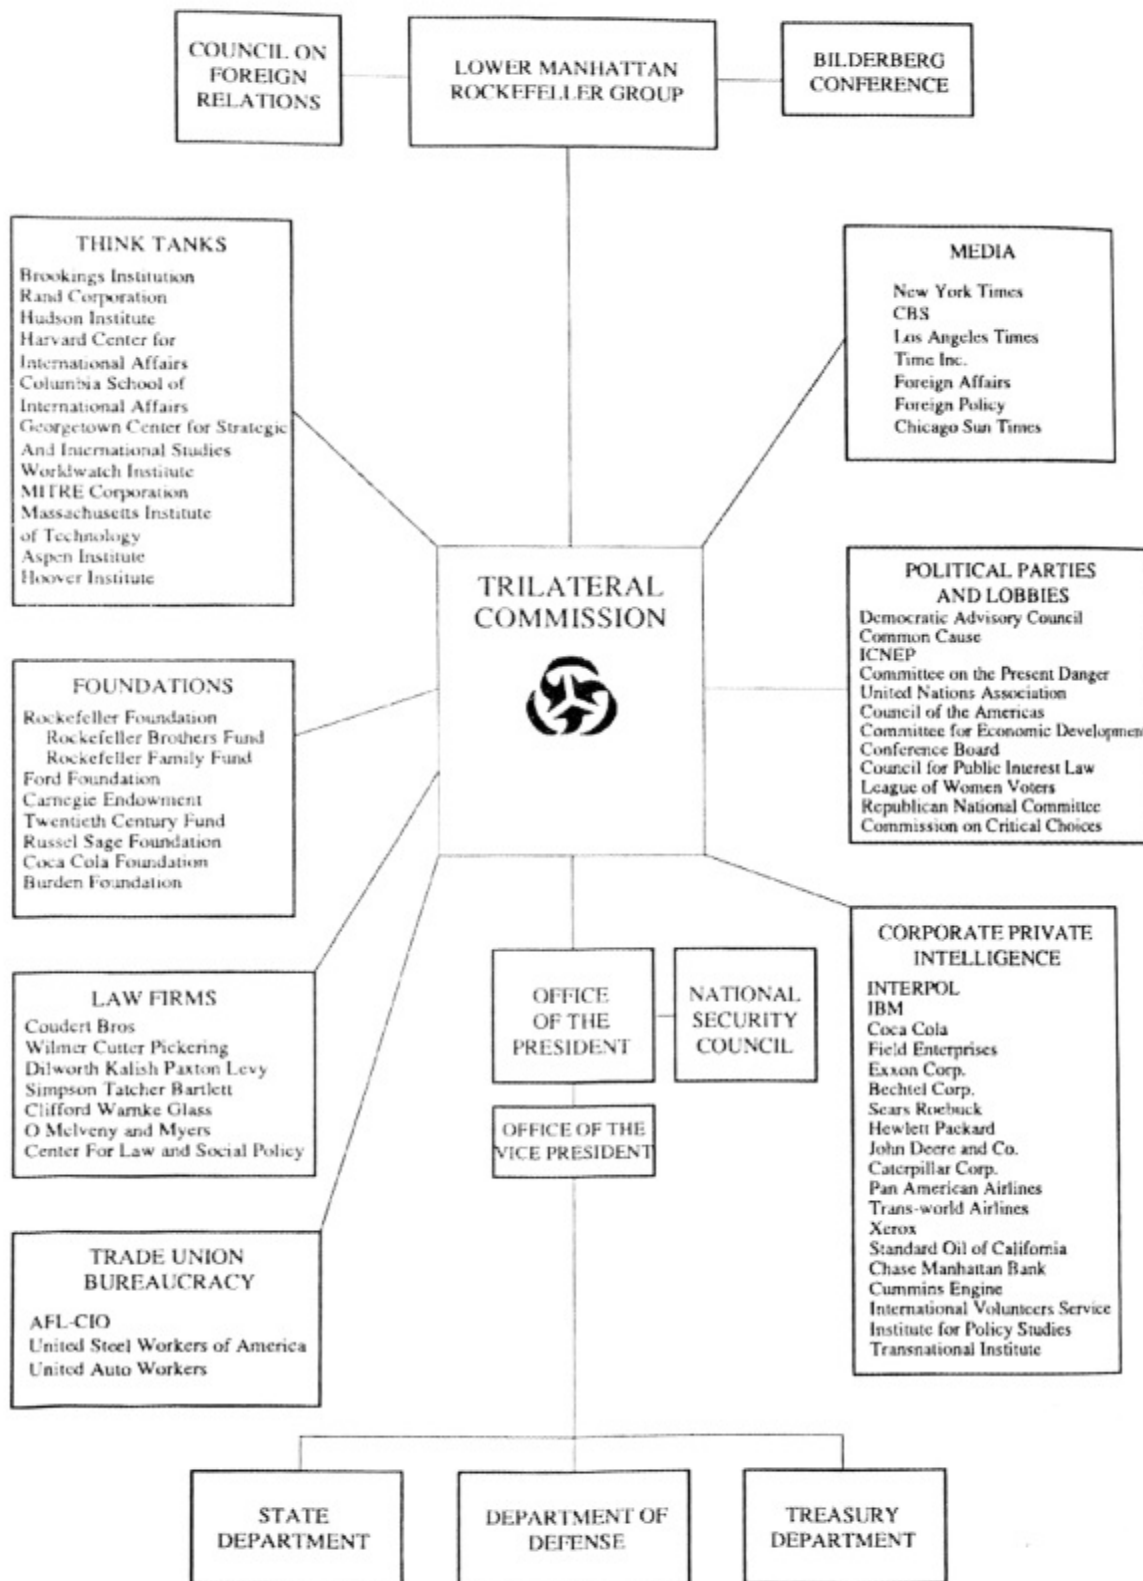 COUNCIL ON
FOREIGN
RELATIONS
LOWER MANHATTAN
ROCKEFELLER GROUP
BILDERBERG
CONFERENCE
THINK TANKS
Brookings Institution
Rand Corporation
Hudson Institute
Harvard Center for
International Affairs
Columbia School of
International Affairs
Georgetown Center for Strategic
And International Studies
Worldwatch Institute
MITRE Corporation
Massachusetts Institute
of Technology
Aspen Institute
Hoover Institute
MEDIA
New York Times
CBS
Los Angeles Times
Time Inc.
Foreign Affairs
Foreign Policy
Chicago Sun Times
TRILATERAL
COMMISSION
POLITICAL PARTIES
AND LOBBIES
Democratic Advisory Council
Common Cause
ICNEP
Committee on the Present Danger
United Nations Association
Council of the Americas
Committee for Economic Development
Conference Board
Council for Public Interest Law
League of Women Voters
Republican National Committee
Commission on Critical Choices
FOUNDATIONS
Rockefeller Foundation
Rockefeller Brothers Fund
Rockefeller Family Fund
Ford Foundation
Carnegie Endowment
Twentieth Century Fund
Russel Sage Foundation
Coca Cola Foundation
Burden Foundation
LAW FIRMS
Coudert Bros
Wilmer Cutter Pickering
Dilworth Kalish Paxton Levy
Simpson Tatcher Bartlett
Clifford Warnke Glass
O Melveny and Myers
Center For Law and Social Policy
OFFICE
OF THE
PRESIDENT
NATIONAL
SECURITY
COUNCIL
OFFICE OF THE
VICE PRESIDENT
CORPORATE PRIVATE
INTELLIGENCE
INTERPOL
IBM
Coca Cola
Field Enterprises
Exxon Corp.
Bechtel Corp.
Sears Roebuck
Hewlett Packard
John Deere and Co.
Caterpillar Corp.
Pan American Airlines
Trans-world Airlines
Xerox
Standard Oil of California
Chase Manhattan Bank
Cummins Engine
International Volunteers Service
Institute for Policy Studies
Transnational Institute
TRADE UNION
BUREAUCRACY
AFL-CIO
United Steel Workers of America
United Auto Workers
STATE
DEPARTMENT
DEPARTMENT OF
DEFENSE
TREASURY
DEPARTMENT